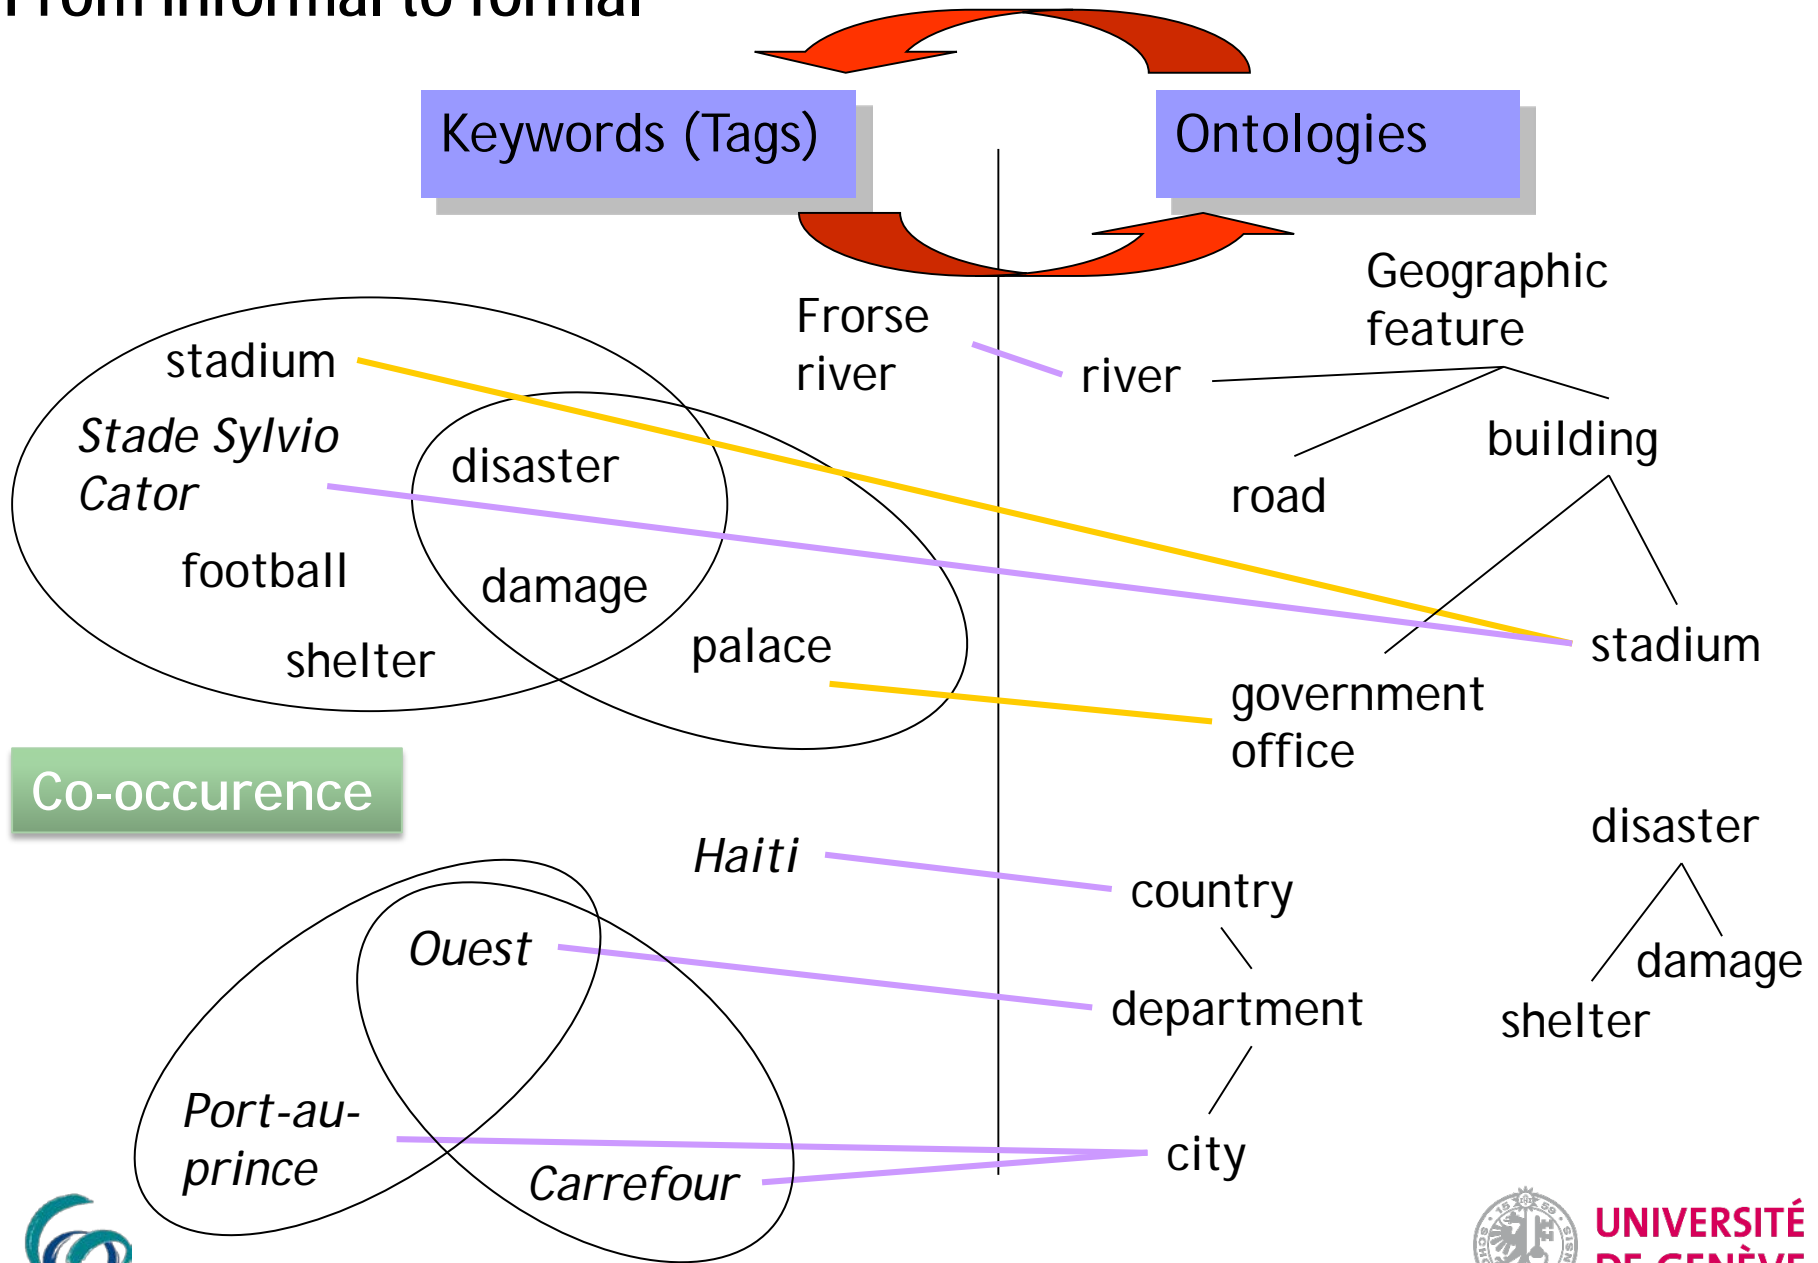 From informal to formal
Keywords (Tags)
Ontologies
Geographic
feature
Frorse
river
river
building
road
stadium
government
office
stadium
Stade Sylvio
Cator
disaster
football
damage
shelter
palace
Co-occurence
Haiti
country
Ouest
department
Port-au-
prince
Carrefour
city
disaster
damage
shelter
UNIVERSITÉ
DE GENÈVE